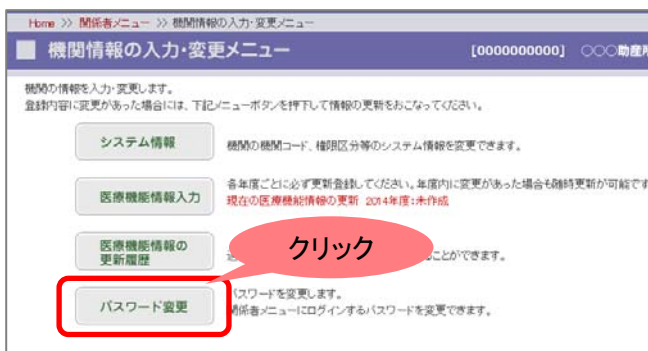 Home >> 関係者メニュー >> 機関情報の入力・変更メニュー
機関情報の入力・変更メニュー [0000000000] 〇〇〇助産所
機関の情報を入力・変更します。
登録内容に変更があった場合には、下記メニューボタンを押下して情報の更新をおこなってください。
システム情報
機関の機関コード、権限区分等のシステム情報を変更できます。
医療機能情報入力
各年度ごとに必ず更新登録してください。年度内に変更があった場合も随時更新が可能です
現在の医療機能情報の更新 2014年度:未作成
医療機能情報の
更新履歴
ことができます。
クリック
パスワード変更
パスワードを変更します。
関係者メニューにログインするパスワードを変更できます。